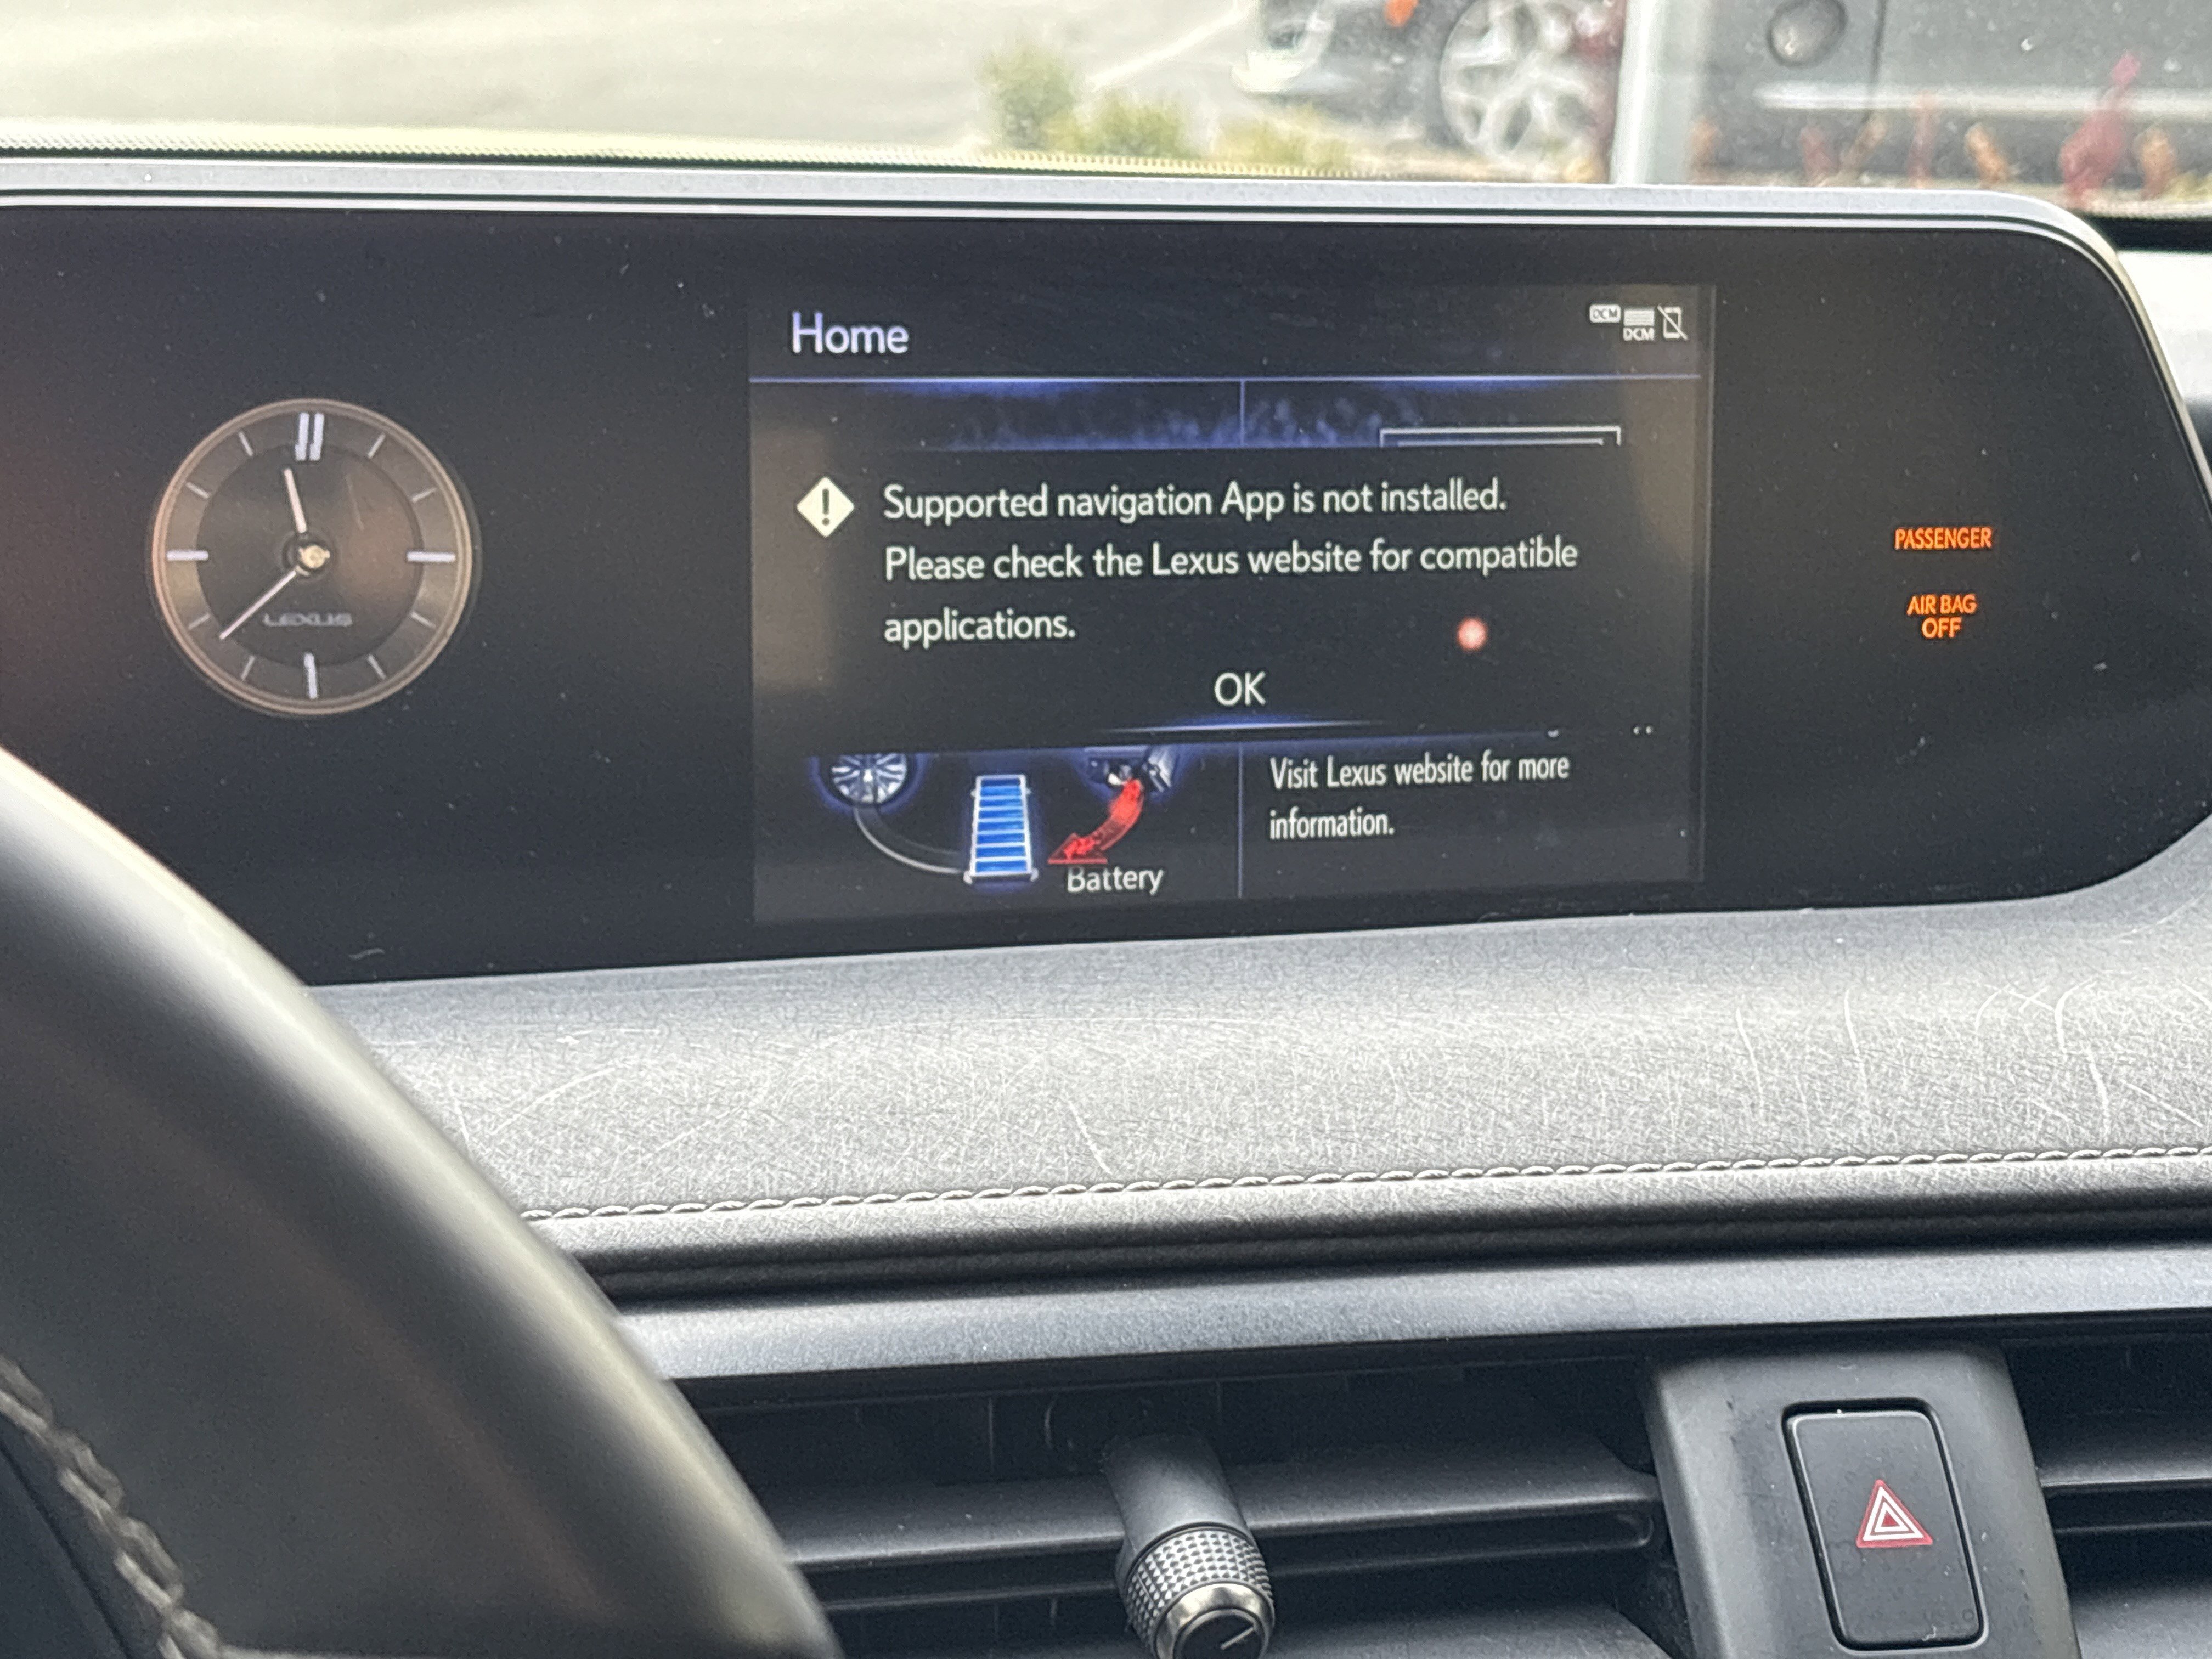 Home
DCM
DCM
LEXUS
Supported navigation App is not installed.
Please check the Lexus website for compatible
applications.
OK
Visit Lexus website for more
information.
Battery
PASSENGER
AIR BAG
OFF